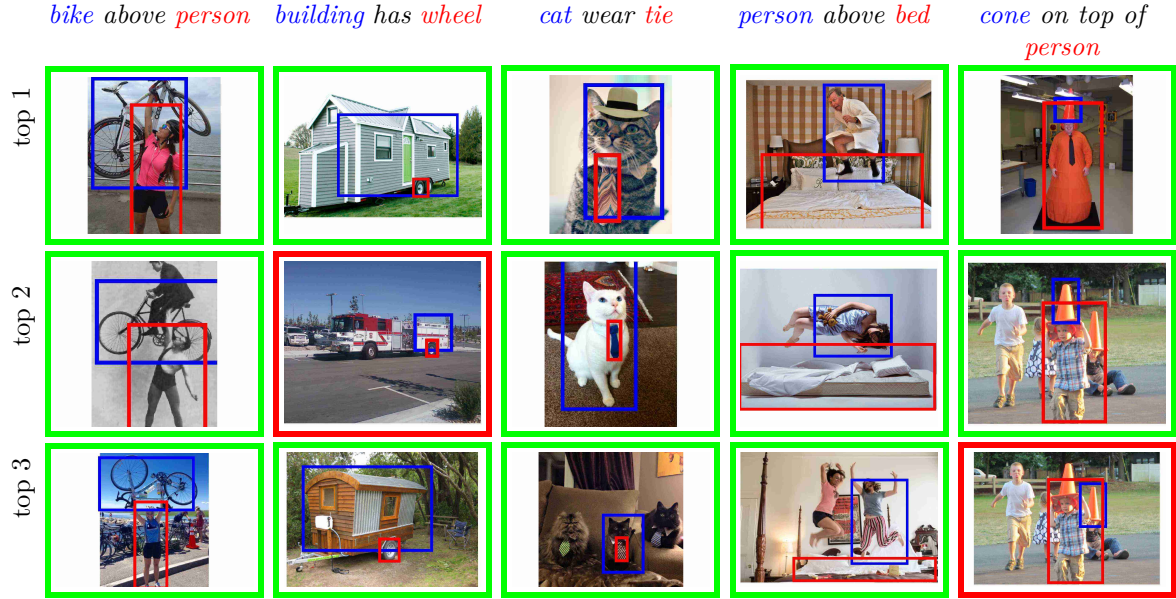 bike above person
building has wheel
cat wear tie
person above bed
cone on top of
person
top 1
top 2
top 3